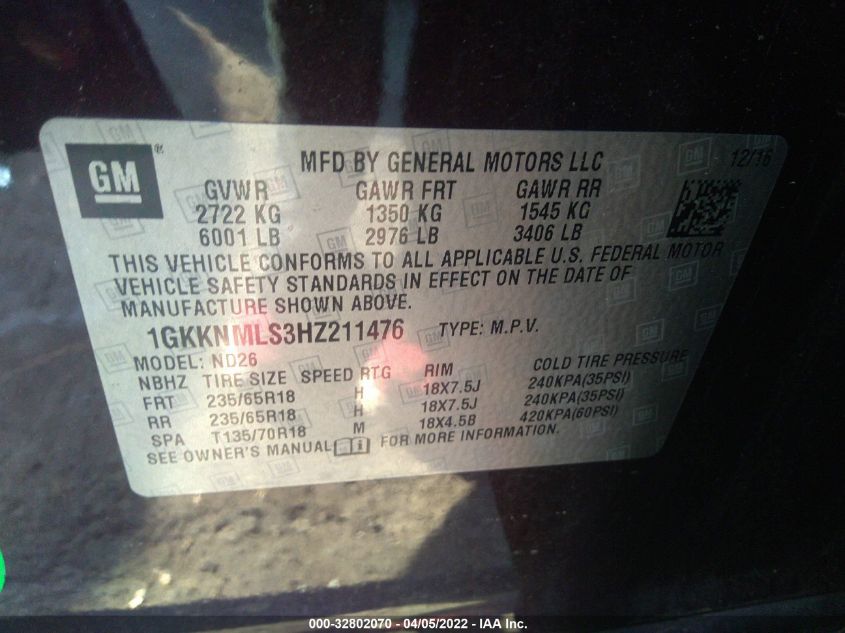 GM®
MFD BY GENERAL MOTORS LLC 12/16
GVWR GAWR FRT GAWR RR
2722 KG 1350 KG 1545 KG
6001 LB 2976 LB 3406 LB
THIS VEHICLE CONFORMS TO ALL APPLICABLE U.S. FEDERAL MOTOR
VEHICLE SAFETY STANDARDS IN EFFECT ON THE DATE OF
MANUFACTURE SHOWN ABOVE.
1GKKNMLS3HZ211476 TYPE: M.P.V.
MODEL: ND26
NBHZ TIRE SIZE SPEED RTG RIM COLD TIRE PRESSURE
FRT 235/65R18 H 18X7.5J 240KPA(35PSI)
RR 235/65R18 H 18X7.5J 240KPA(35PSI)
SPA T135/70R18 M 18X4.5B 420KPA(60PSI)
SEE OWNER'S MANUAL FOR MORE INFORMATION.
000-32802070 - 04/05/2022 - IAA Inc.